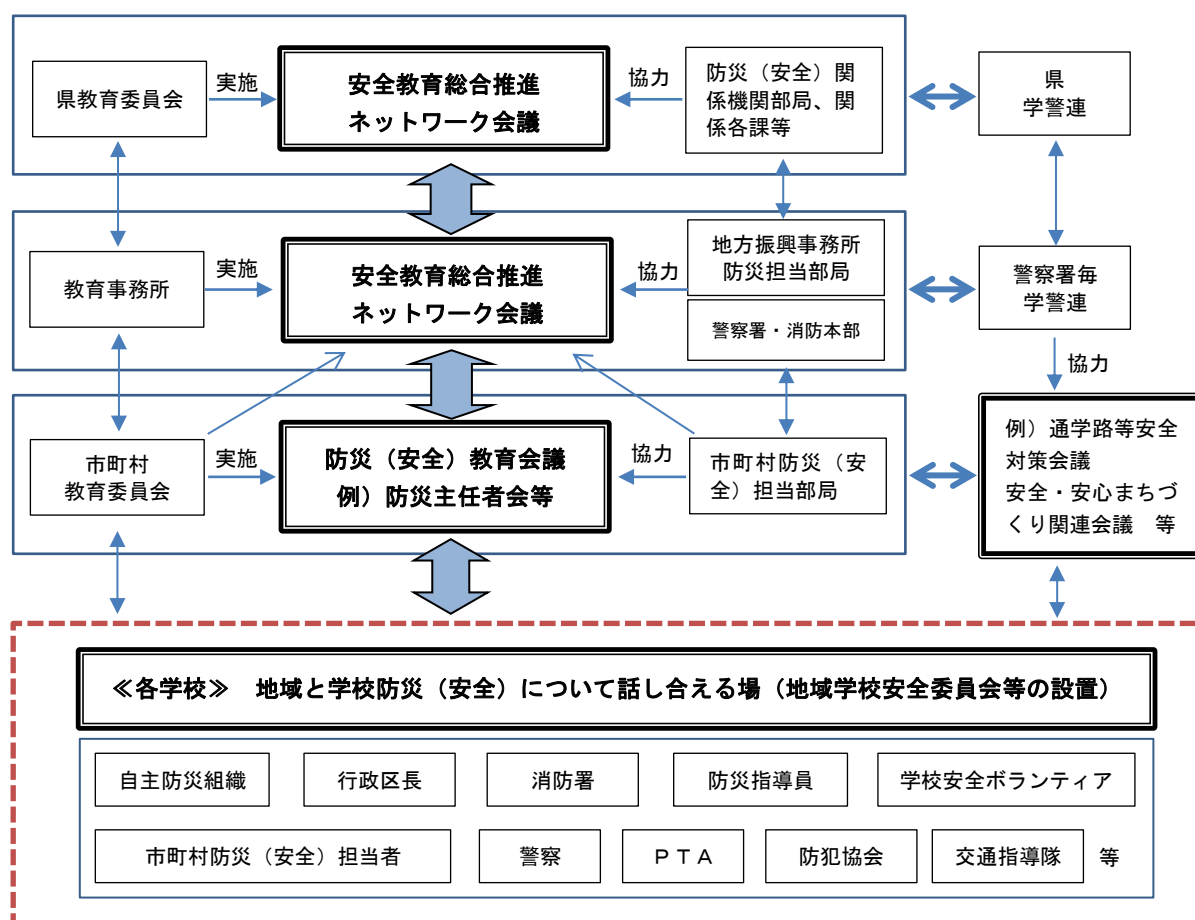 県教育委員会
実施
安全教育総合推進
ネットワーク会議
協力
防災（安全）関
係機関部局、関
係各課等
県
学警連
教育事務所
実施
安全教育総合推進
ネットワーク会議
協力
地方振興事務所
防災担当部局
警察署・消防本部
警察署毎
学警連
協力
市町村
教育委員会
実施
防災（安全）教育会議
例）防災主任者会等
協力
市町村防災（安
全）担当部局
例）通学路等安全
対策会議
安全・安心まちづ
くり関連会議　等
≪各学校≫　地域と学校防災（安全）について話し合える場（地域学校安全委員会等の設置）
自主防災組織
行政区長
消防署
防災指導員
学校安全ボランティア
市町村防災（安全）担当者
警察
ＰＴＡ
防犯協会
交通指導隊
等